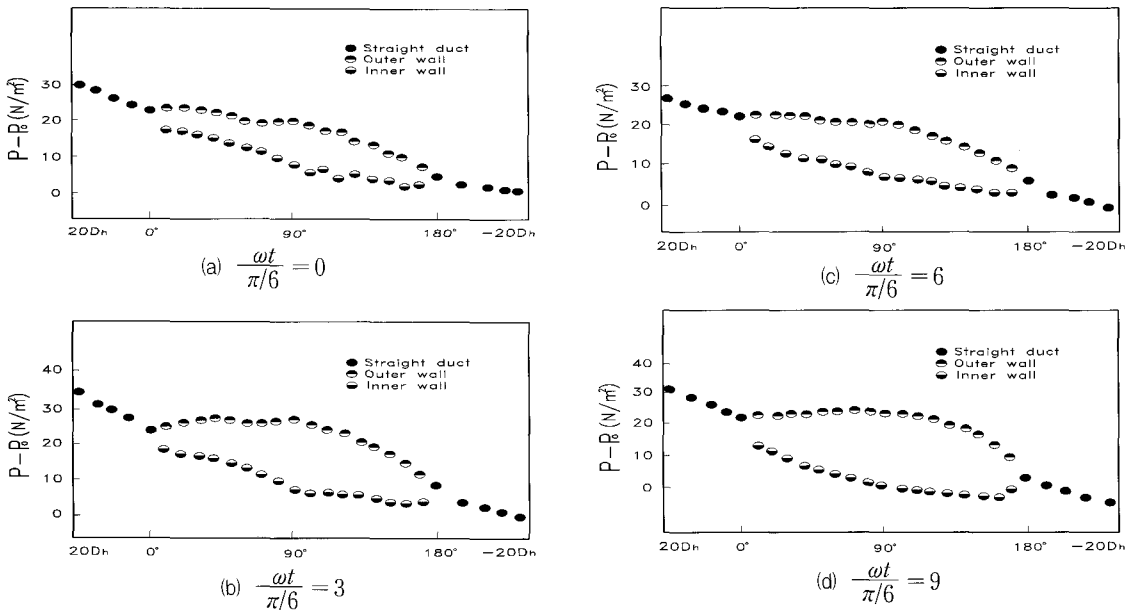 P−P₀(N/m²)
30
20
10
0
● Straight duct
◓ Outer wall
◒ Inner wall
20Dh 0° 90° 180° −20Dh
(a) ωt/(π/6) = 0
P−P₀(N/m²)
40
30
20
10
0
● Straight duct
Outer wall
Inner wall
20Dh 0° 90° 180° −20Dh
(b) ωt/(π/6) = 3
P−P₀(N/m²)
30
20
10
0
● Straight duct
Outer wall
Inner wall
20Dh 0° 90° 180° −20Dh
(c) ωt/(π/6) = 6
P−P₀(N/m²)
40
30
20
10
0
● Straight duct
Outer wall
Inner wall
20Dh 0° 90° 180° −20Dh
(d) ωt/(π/6) = 9